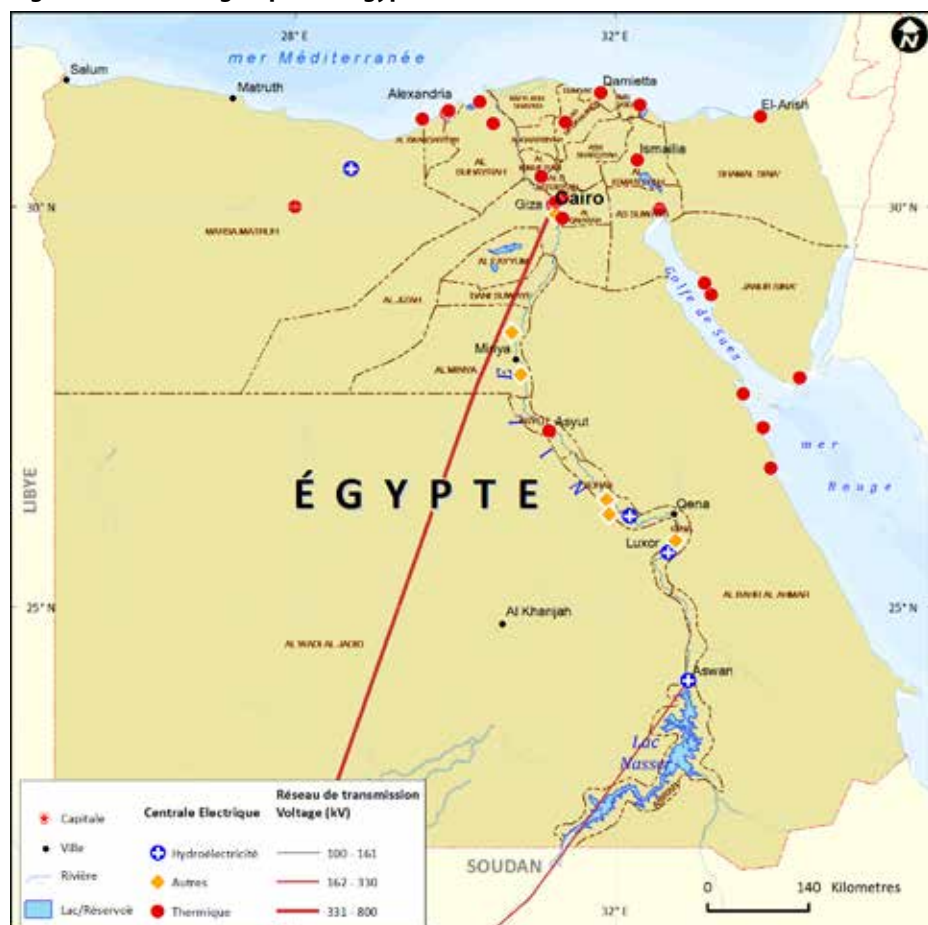 28° E
32° E
N
mer Méditerranée
Salum
Matruth
Alexandria
Damietta
El-Arish
Ismailia
AL BUHAYRAH
SHAMAL SINA'
30° N
Giza
Cairo
30° N
MARSA MATRUH
AS SUWAYS
AL FAYYUM
JANUB SINA'
AL JIZAH
BANI SUWAYF
Golfe de Suez
Minya
AL MINYA
Asyut
mer
Rouge
LIBYE
ÉGYPTE
N I L
Qena
QINA
Luxor
25° N
Al Kharijah
AL BAHR AL AHMAR
25° N
AL WADI AL JADID
Aswan
Lac
Nasser
SOUDAN
Capitale
Ville
Rivière
Lac/Réservoir
Centrale Electrique
Hydroélectricité
Autres
Thermique
Réseau de transmission
Voltage (kV)
100 - 161
162 - 330
331 - 800
32° E
0 140 Kilometres